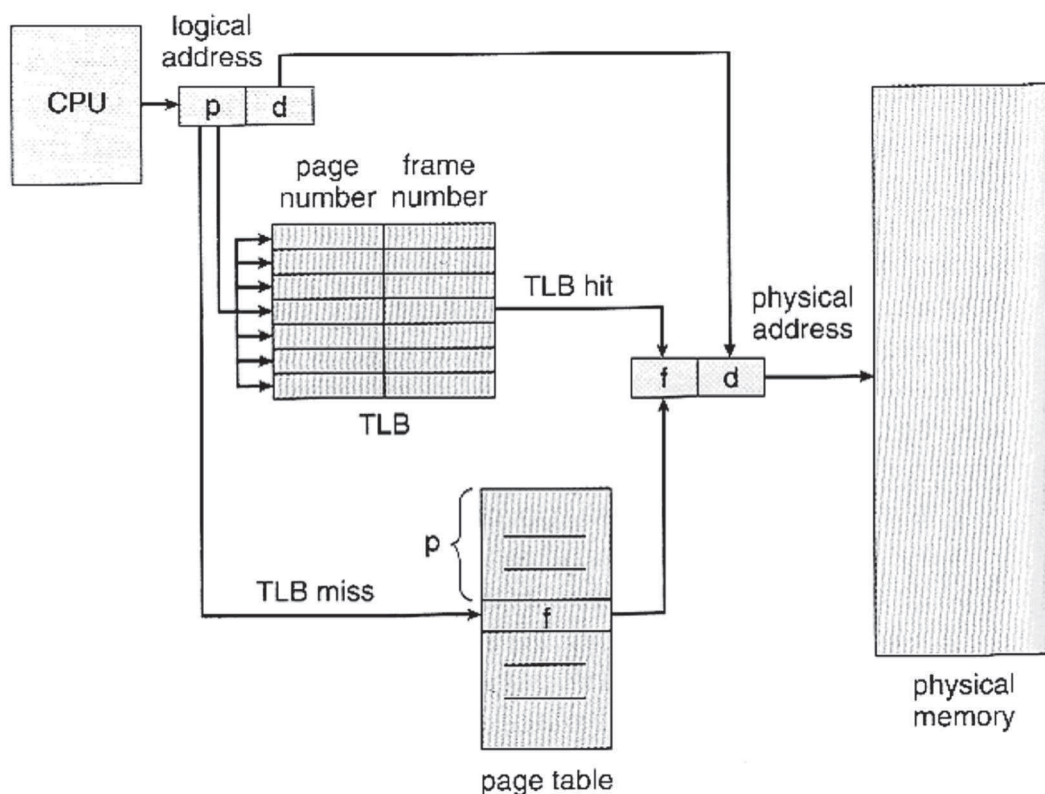 logical
address
CPU
p d
page frame
number number
TLB hit
physical
address
f d
TLB
p
TLB miss
f
physical
memory
page table